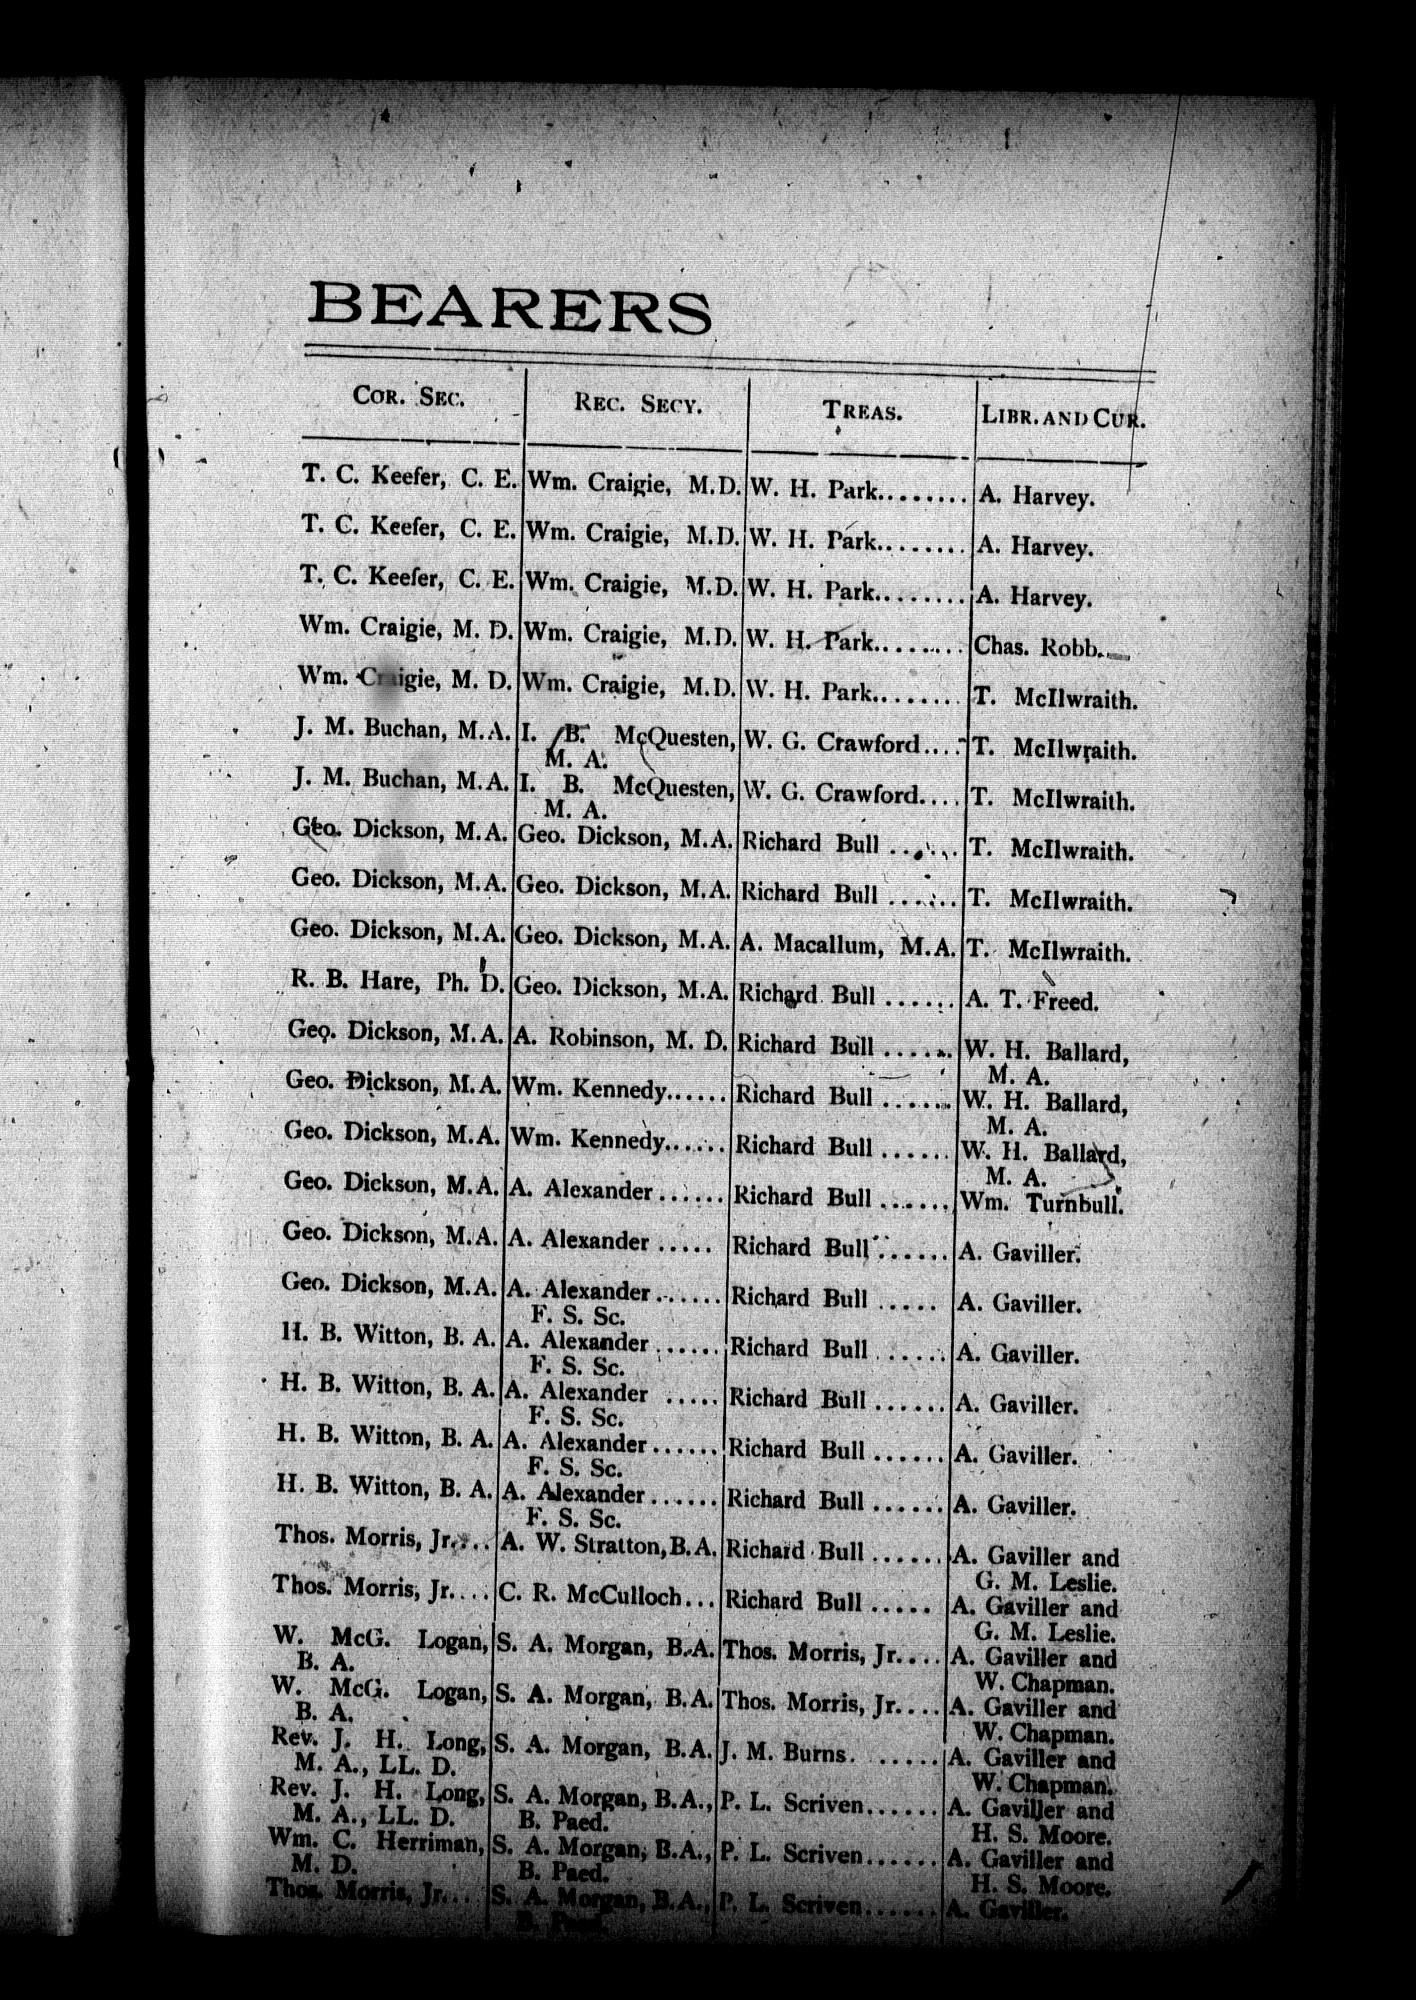 BEARERS
COR. SEC. REC. SECY. TREAS. LIBR. AND CUR.
T. C. Keefer, C. E. Wm. Craigie, M.D. W. H. Park........ A. Harvey.
T. C. Keefer, C. E. Wm. Craigie, M.D. W. H. Park........ A. Harvey.
T. C. Keefer, C. E. Wm. Craigie, M.D. W. H. Park........ A. Harvey.
Wm. Craigie, M. D. Wm. Craigie, M.D. W. H. Park........ Chas. Robb.
Wm. Craigie, M. D. Wm. Craigie, M.D. W. H. Park........ T. McIlwraith.
J. M. Buchan, M.A. I. B. McQuesten, W. G. Crawford.... T. McIlwraith.
M. A.
J. M. Buchan, M.A. I. B. McQuesten, W. G. Crawford.... T. McIlwraith.
M. A.
Geo. Dickson, M.A. Geo. Dickson, M.A. Richard Bull ...... T. McIlwraith.
Geo. Dickson, M.A. Geo. Dickson, M.A. Richard Bull ...... T. McIlwraith.
Geo. Dickson, M.A. Geo. Dickson, M.A. A. Macallum, M.A. T. McIlwraith.
R. B. Hare, Ph. D. Geo. Dickson, M.A. Richard Bull ...... A. T. Freed.
Geo. Dickson, M.A. A. Robinson, M. D. Richard Bull ...... W. H. Ballard,
M. A.
Geo. Dickson, M.A. Wm. Kennedy...... Richard Bull ...... W. H. Ballard,
M. A.
Geo. Dickson, M.A. Wm. Kennedy...... Richard Bull ...... W. H. Ballard,
M. A.
Geo. Dickson, M.A. A. Alexander ...... Richard Bull ...... Wm. Turnbull.
Geo. Dickson, M.A. A. Alexander ..... Richard Bull ...... A. Gaviller.
Geo. Dickson, M.A. A. Alexander ...... Richard Bull ..... A. Gaviller.
F. S. Sc.
H. B. Witton, B. A. A. Alexander ...... Richard Bull ...... A. Gaviller.
F. S. Sc.
H. B. Witton, B. A. A. Alexander ..... Richard Bull ...... A. Gaviller.
F. S. Sc.
H. B. Witton, B. A. A. Alexander ...... Richard Bull ...... A. Gaviller.
F. S. Sc.
H. B. Witton, B. A. A. Alexander ...... Richard Bull ...... A. Gaviller.
F. S. Sc.
Thos. Morris, Jr.... A. W. Stratton, B.A. Richard Bull ...... A. Gaviller and
G. M. Leslie.
Thos. Morris, Jr.... C. R. McCulloch... Richard Bull ..... A. Gaviller and
G. M. Leslie.
W. McG. Logan, S. A. Morgan, B.A. Thos. Morris, Jr.... A. Gaviller and
B. A. W. Chapman.
W. McG. Logan, S. A. Morgan, B.A. Thos. Morris, Jr.... A. Gaviller and
B. A. W. Chapman.
Rev. J. H. Long, S. A. Morgan, B.A. J. M. Burns. ...... A. Gaviller and
M. A., LL. D. W. Chapman.
Rev. J. H. Long, S. A. Morgan, B.A., P. L. Scriven...... A. Gaviller and
M. A., LL. D. B. Paed. H. S. Moore.
Wm. C. Herriman, S. A. Morgan, B.A., P. L. Scriven...... A. Gaviller and
M. D. B. Paed. H. S. Moore.
Thos. Morris, Jr.... S. A. Morgan, B.A., P. L. Scriven...... A. Gaviller.
B. Paed.